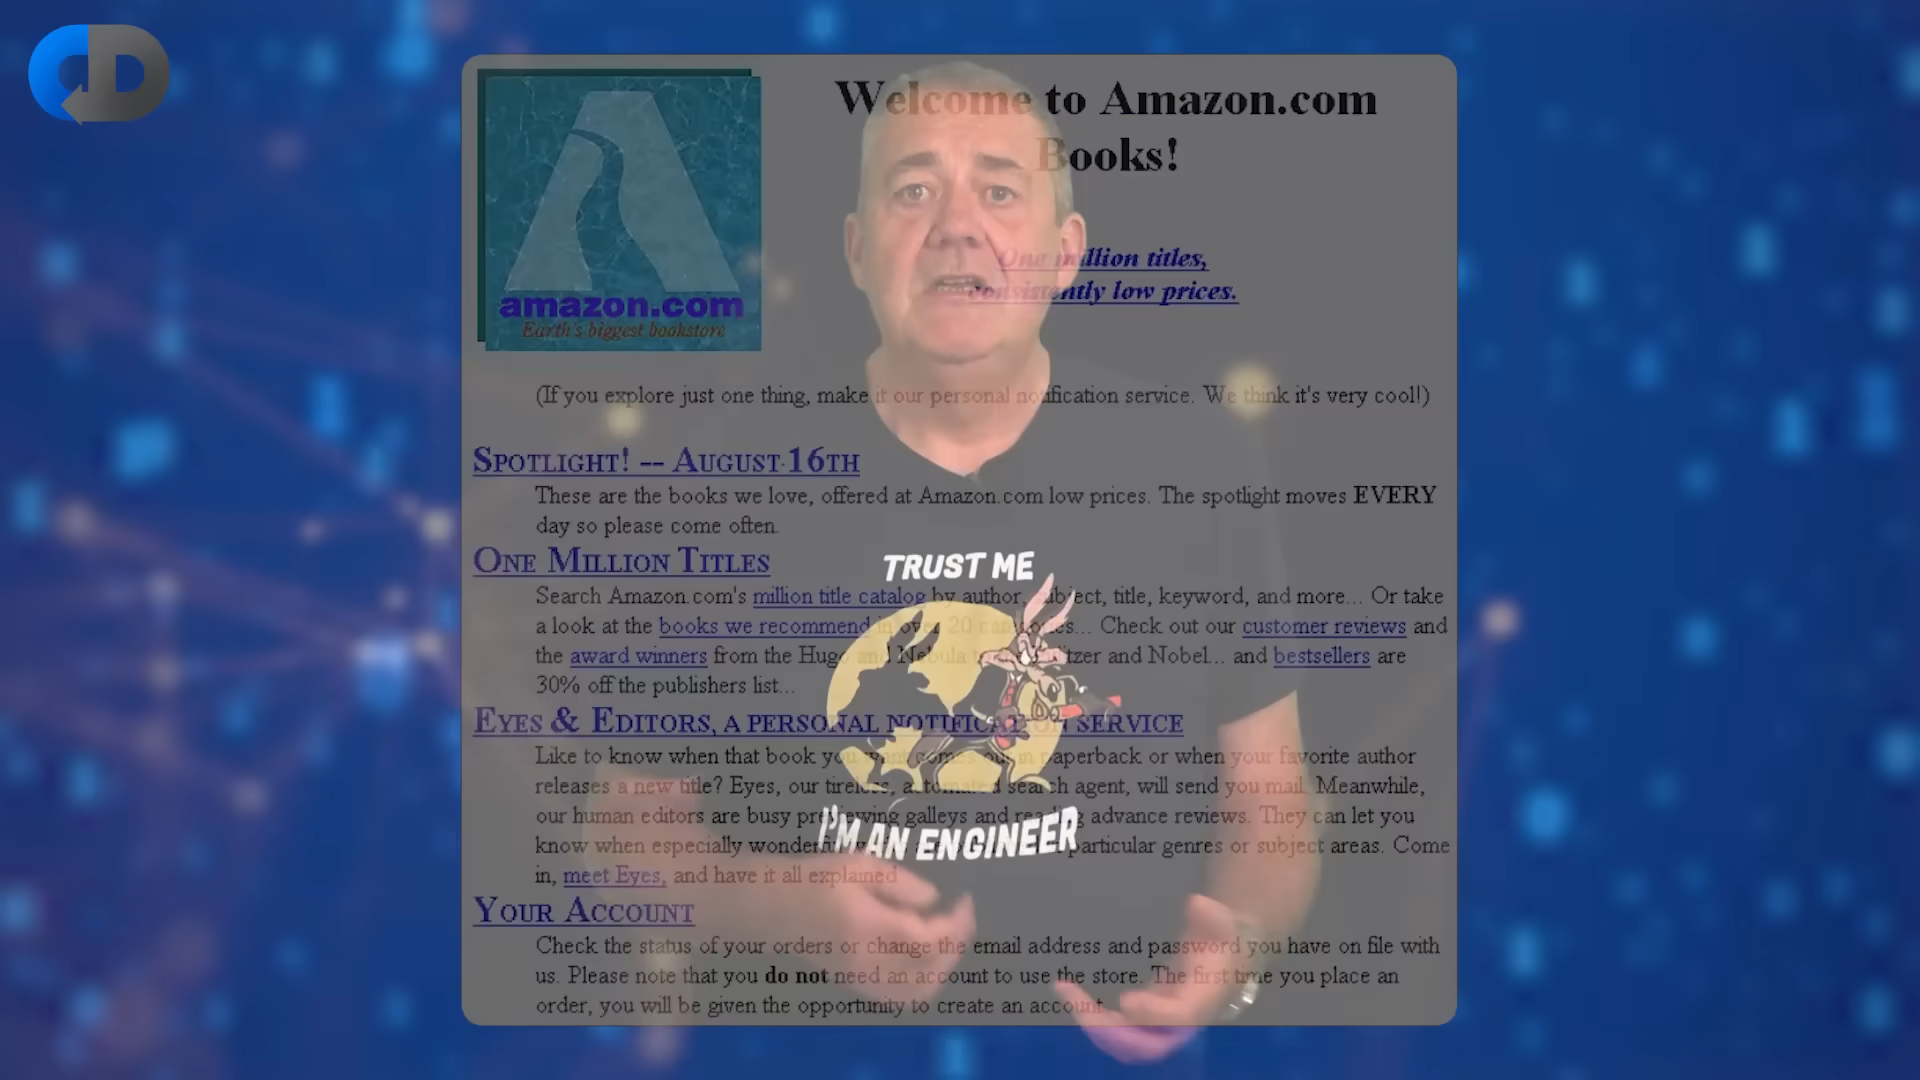 CD
Welcome to Amazon.com
Books!
One million titles,
consistently low prices.
amazon.com
Earth's biggest bookstore
(If you explore just one thing, make it our personal notification service. We think it's very cool!)
SPOTLIGHT! -- AUGUST 16TH
These are the books we love, offered at Amazon.com low prices. The spotlight moves EVERY
day so please come often.
ONE MILLION TITLES
Search Amazon.com's million title catalog by author, subject, title, keyword, and more... Or take
a look at the books we recommend in over 20 categories... Check out our customer reviews and
the award winners from the Hugo and Nebula to the Pulitzer and Nobel... and bestsellers are
30% off the publishers list...
EYES & EDITORS, A PERSONAL NOTIFICATION SERVICE
Like to know when that book you want comes out in paperback or when your favorite author
releases a new title? Eyes, our tireless, automated search agent, will send you mail. Meanwhile,
our human editors are busy previewing galleys and reading advance reviews. They can let you
know when especially wonderful particular genres or subject areas. Come
in, meet Eyes, and have it all explained
YOUR ACCOUNT
Check the status of your orders or change the email address and password you have on file with
us. Please note that you do not need an account to use the store. The first time you place an
order, you will be given the opportunity to create an account.
TRUST ME
I'M AN ENGINEER